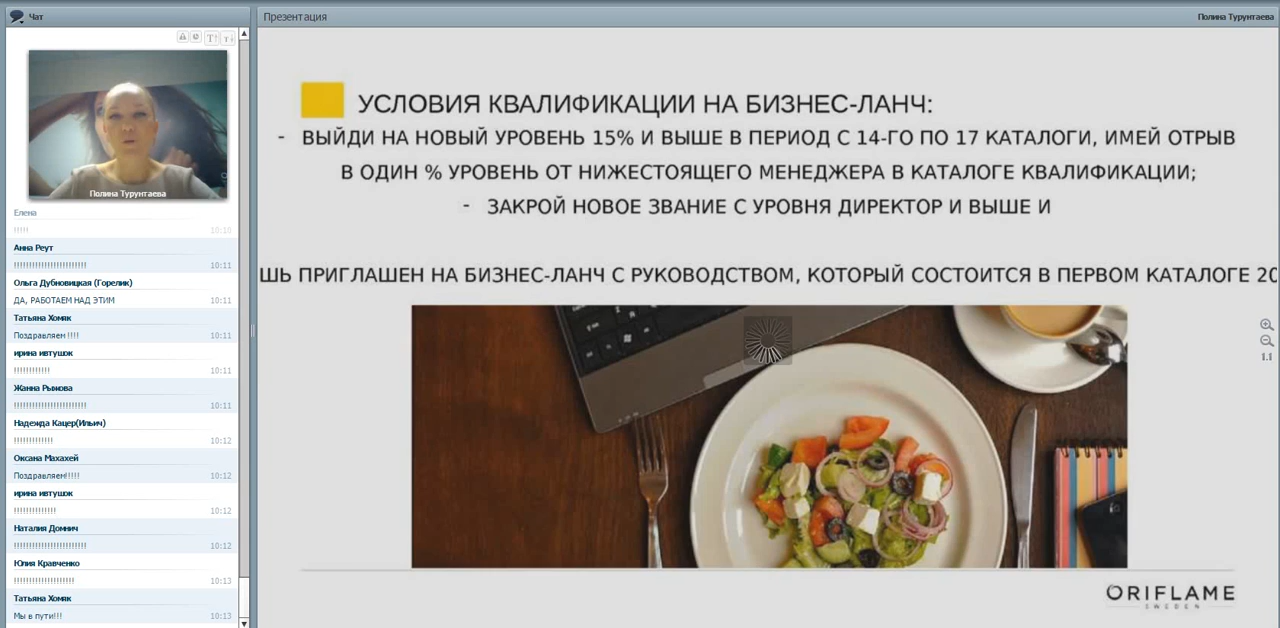 Чат
Полина Турунтаева
Елена
!!!!! 10:10
Анна Реут
!!!!!!!!!!!!!!!!!!!!!!!! 10:11
Ольга Дубновицкая (Горелик)
ДА, РАБОТАЕМ НАД ЭТИМ 10:11
Татьяна Хомяк
Поздравляем !!!! 10:11
ирина ивтушок
!!!!!!!!!!!! 10:11
Жанна Рыжова
!!!!!!!!!!!!!!!!!!!!!!!! 10:11
Надежда Кацер(Ильич)
!!!!!!!!!!!!! 10:12
Оксана Махахей
Поздравляем!!!!! 10:12
ирина ивтушок
!!!!!!!!!!!!!! 10:12
Наталия Домнич
!!!!!!!!!!!!!!!!!!!!!!!! 10:12
Юлия Кравченко
!!!!!!!!!!!!!!!!!!!! 10:13
Татьяна Хомяк
Мы в пути!!! 10:13
Презентация
Полина Турунтаева
УСЛОВИЯ КВАЛИФИКАЦИИ НА БИЗНЕС-ЛАНЧ:
- ВЫЙДИ НА НОВЫЙ УРОВЕНЬ 15% И ВЫШЕ В ПЕРИОД С 14-ГО ПО 17 КАТАЛОГИ, ИМЕЙ ОТРЫВ
В ОДИН % УРОВЕНЬ ОТ НИЖЕСТОЯЩЕГО МЕНЕДЖЕРА В КАТАЛОГЕ КВАЛИФИКАЦИИ;
- ЗАКРОЙ НОВОЕ ЗВАНИЕ С УРОВНЯ ДИРЕКТОР И ВЫШЕ И
ШЬ ПРИГЛАШЕН НА БИЗНЕС-ЛАНЧ С РУКОВОДСТВОМ, КОТОРЫЙ СОСТОИТСЯ В ПЕРВОМ КАТАЛОГЕ 20
1:1
ORIFLAME
SWEDEN